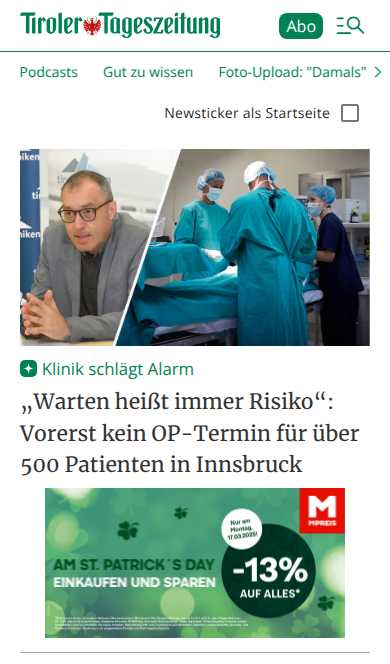 Tiroler Tageszeitung
Abo
Podcasts Gut zu wissen Foto-Upload: "Damals"
Newsticker als Startseite
Klinik schlägt Alarm
„Warten heißt immer Risiko“:
Vorerst kein OP-Termin für über
500 Patienten in Innsbruck
Nur am
Montag,
17.03.2025!
M
MPREIS
AM ST. PATRICK´S DAY
EINKAUFEN UND SPAREN
-13%
AUF ALLES*